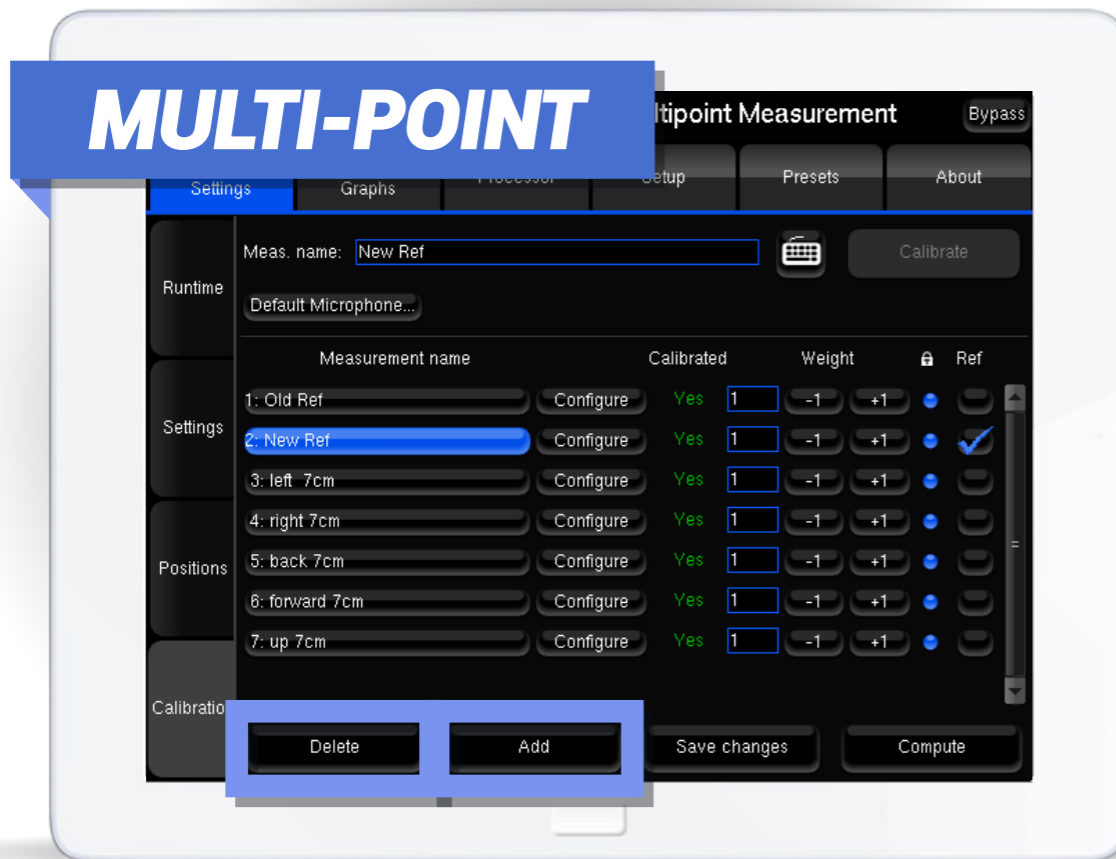 MULTI-POINT
ltipoint Measurement Bypass
Settings Graphs Setup Presets About
Meas. name: New Ref Calibrate
Runtime
Default Microphone...
Measurement name Calibrated Weight Ref
1: Old Ref Configure Yes 1 -1 +1
Settings
2: New Ref Configure Yes 1 -1 +1
3: left 7cm Configure Yes 1 -1 +1
4: right 7cm Configure Yes 1 -1 +1
Positions
5: back 7cm Configure Yes 1 -1 +1
6: forward 7cm Configure Yes 1 -1 +1
7: up 7cm Configure Yes 1 -1 +1
Calibratio
Delete Add Save changes Compute